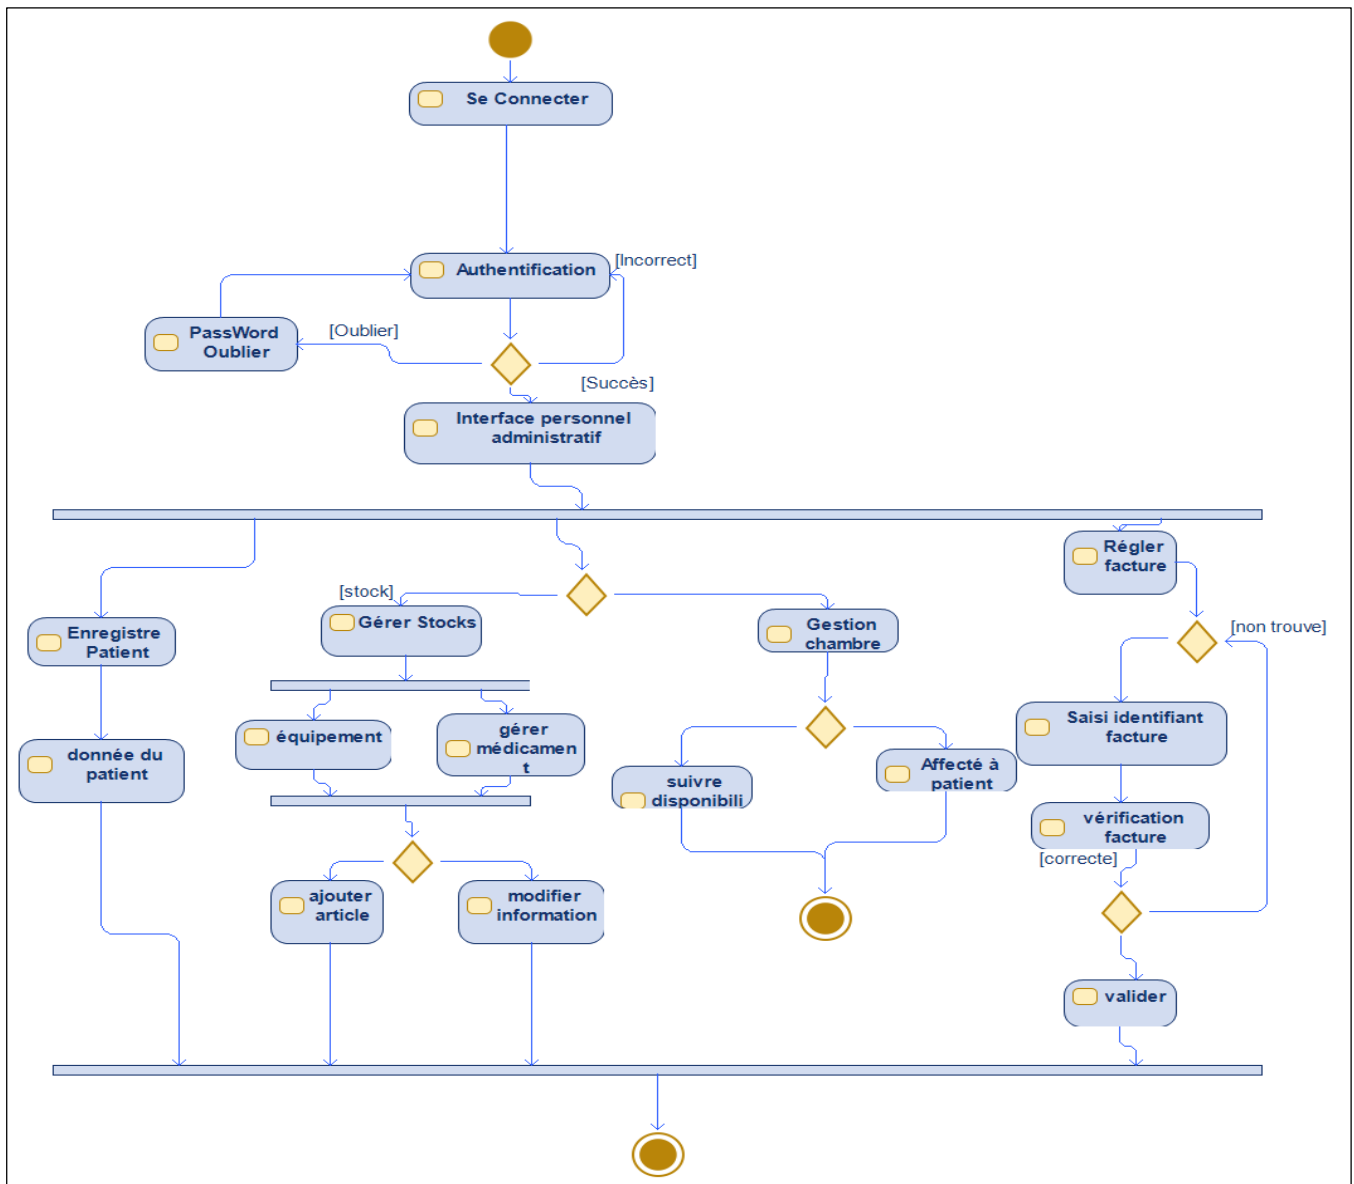 Se Connecter
[Incorrect]
Authentification
[Oublier]
PassWord
Oublier
[Succès]
Interface personnel
administratif
Régler
facture
[stock]
Gérer Stocks
Gestion
chambre
Enregistre
Patient
[non trouve]
équipement
gérer
médicamen
t
Saisi identifiant
facture
donnée du
patient
suivre
disponibili
Affecté à
patient
vérification
facture
[correcte]
ajouter
article
modifier
information
valider